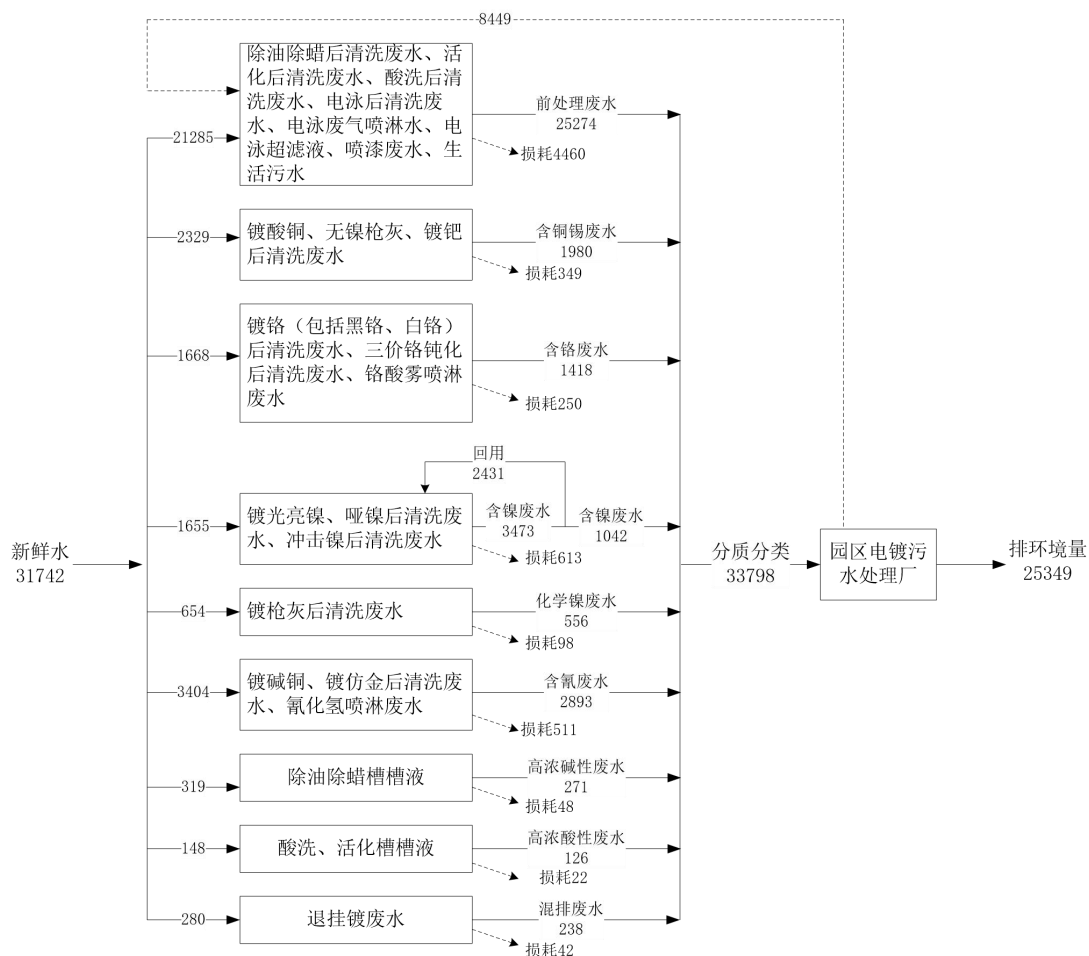 8449
除油除蜡后清洗废水、活
化后清洗废水、酸洗后清
洗废水、电泳后清洗废
水、电泳废气喷淋水、电
泳超滤液、喷漆废水、生
活污水
21285
前处理废水
25274
损耗4460
2329
镀酸铜、无镍枪灰、镀钯
后清洗废水
含铜锡废水
1980
损耗349
1668
镀铬（包括黑铬、白铬）
后清洗废水、三价铬钝化
后清洗废水、铬酸雾喷淋
废水
含铬废水
1418
损耗250
回用
2431
1655
镀光亮镍、哑镍后清洗废
水、冲击镍后清洗废水
含镍废水
3473
含镍废水
1042
损耗613
新鲜水
31742
分质分类
33798
园区电镀污
水处理厂
排环境量
25349
654
镀枪灰后清洗废水
化学镍废水
556
损耗98
3404
镀碱铜、镀仿金后清洗废
水、氰化氢喷淋废水
含氰废水
2893
损耗511
319
除油除蜡槽槽液
高浓碱性废水
271
损耗48
148
酸洗、活化槽槽液
高浓酸性废水
126
损耗22
280
退挂镀废水
混排废水
238
损耗42